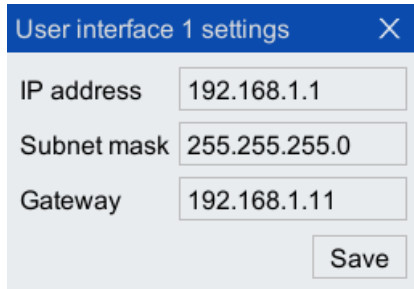 User interface 1 settings
IP address 192.168.1.1
Subnet mask 255.255.255.0
Gateway 192.168.1.11
Save